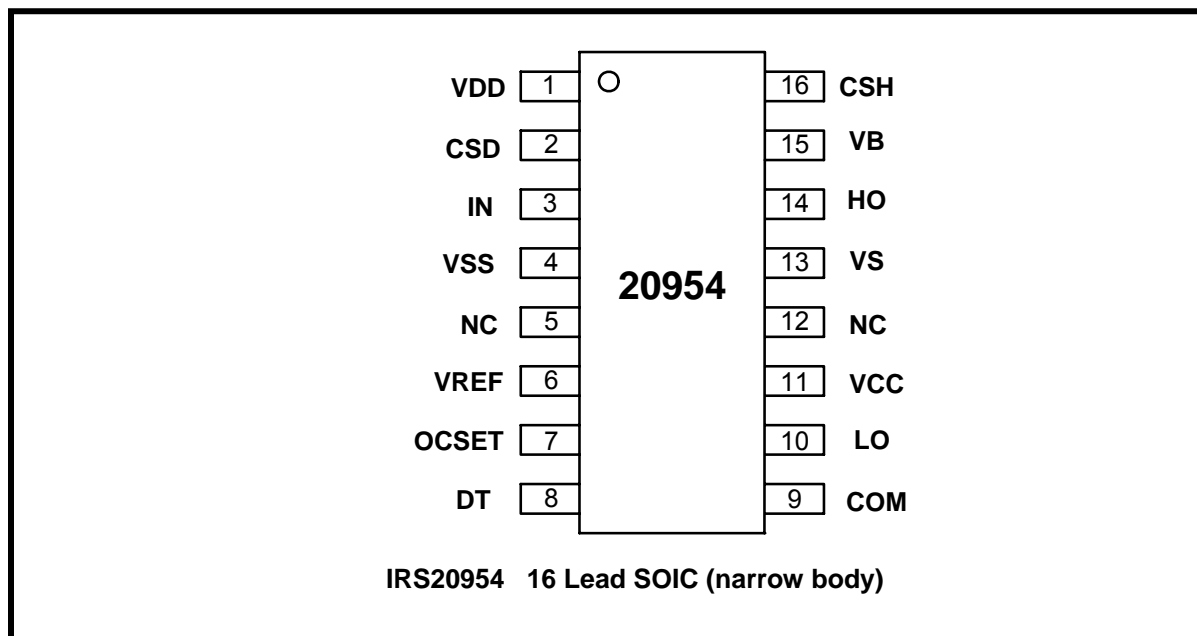 VDD 1 16 CSH
CSD 2 15 VB
IN 3 14 HO
VSS 4 13 VS
20954
NC 5 12 NC
VREF 6 11 VCC
OCSET 7 10 LO
DT 8 9 COM
IRS20954 16 Lead SOIC (narrow body)